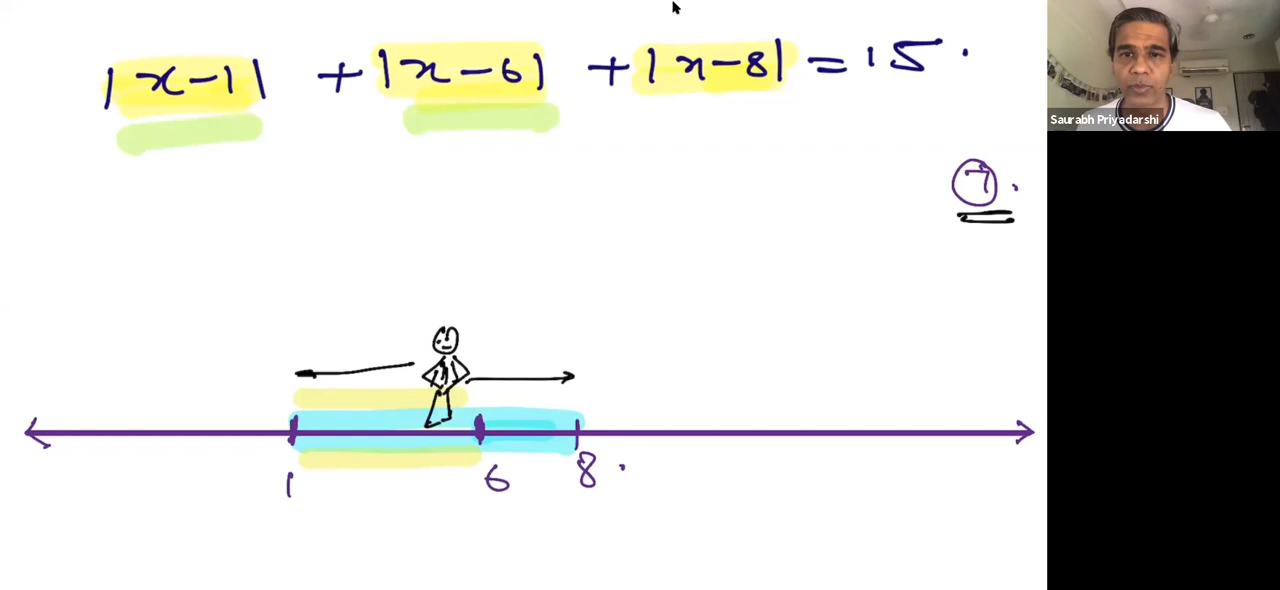 |x-1| + |x-6| + |x-8| = 15.
Saurabh Priyadarshi
7.
1 6 8.